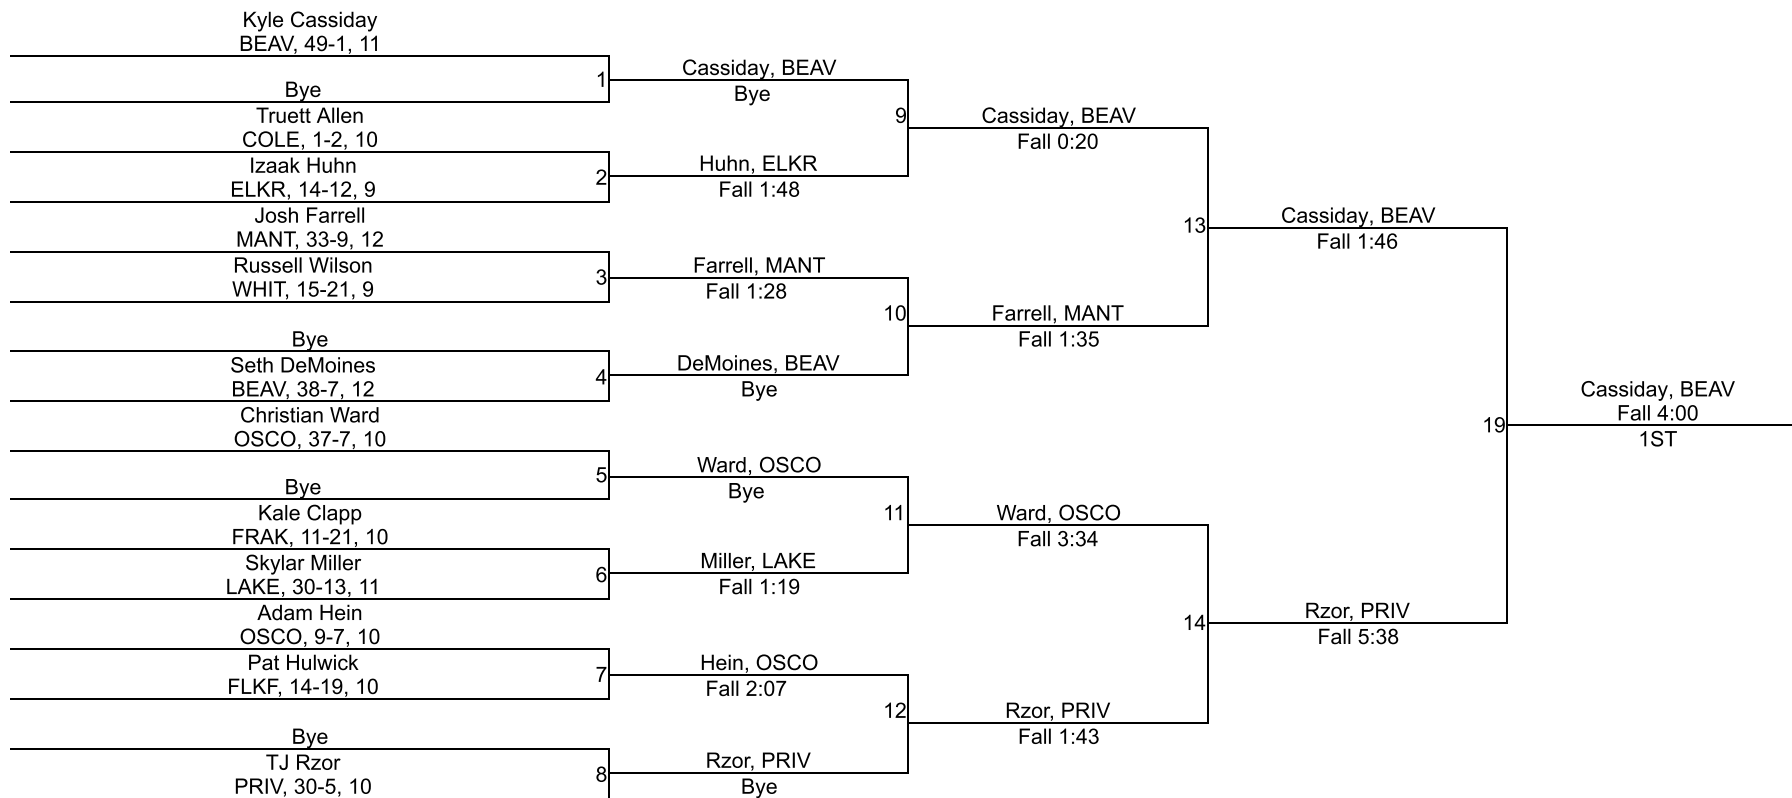 Kyle Cassiday
BEAV, 49-1, 11
Bye
1
Truett Allen
COLE, 1-2, 10
Izaak Huhn
ELKR, 14-12, 9
2
Josh Farrell
MANT, 33-9, 12
Russell Wilson
WHIT, 15-21, 9
3
Bye
Seth DeMoines
BEAV, 38-7, 12
4
Christian Ward
OSCO, 37-7, 10
Bye
5
Kale Clapp
FRAK, 11-21, 10
Skylar Miller
LAKE, 30-13, 11
6
Adam Hein
OSCO, 9-7, 10
Pat Hulwick
FLKF, 14-19, 10
7
Bye
TJ Rzor
PRIV, 30-5, 10
8
Cassiday, BEAV
Bye
9
Huhn, ELKR
Fall 1:48
Farrell, MANT
Fall 1:28
10
DeMoines, BEAV
Bye
Ward, OSCO
Bye
11
Miller, LAKE
Fall 1:19
Hein, OSCO
Fall 2:07
12
Rzor, PRIV
Bye
Cassiday, BEAV
Fall 0:20
13
Farrell, MANT
Fall 1:35
Ward, OSCO
Fall 3:34
14
Rzor, PRIV
Fall 1:43
Cassiday, BEAV
Fall 1:46
19
Rzor, PRIV
Fall 5:38
Cassiday, BEAV
Fall 4:00
1ST